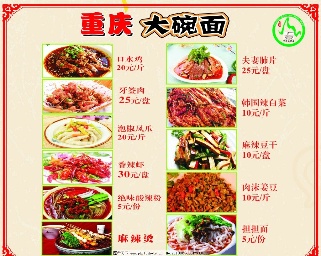 重庆 大碗面
口水鸡
20元/斤
牙签肉
25元/盘
泡椒凤爪
20元/斤
香辣虾
30元/盘
绝味酸辣粉
5元/份
麻辣烫
夫妻肺片
25元/盘
韩国辣白菜
10元/斤
麻辣豆干
10元/盘
肉沫姜豆
10元/斤
担担面
5元/份